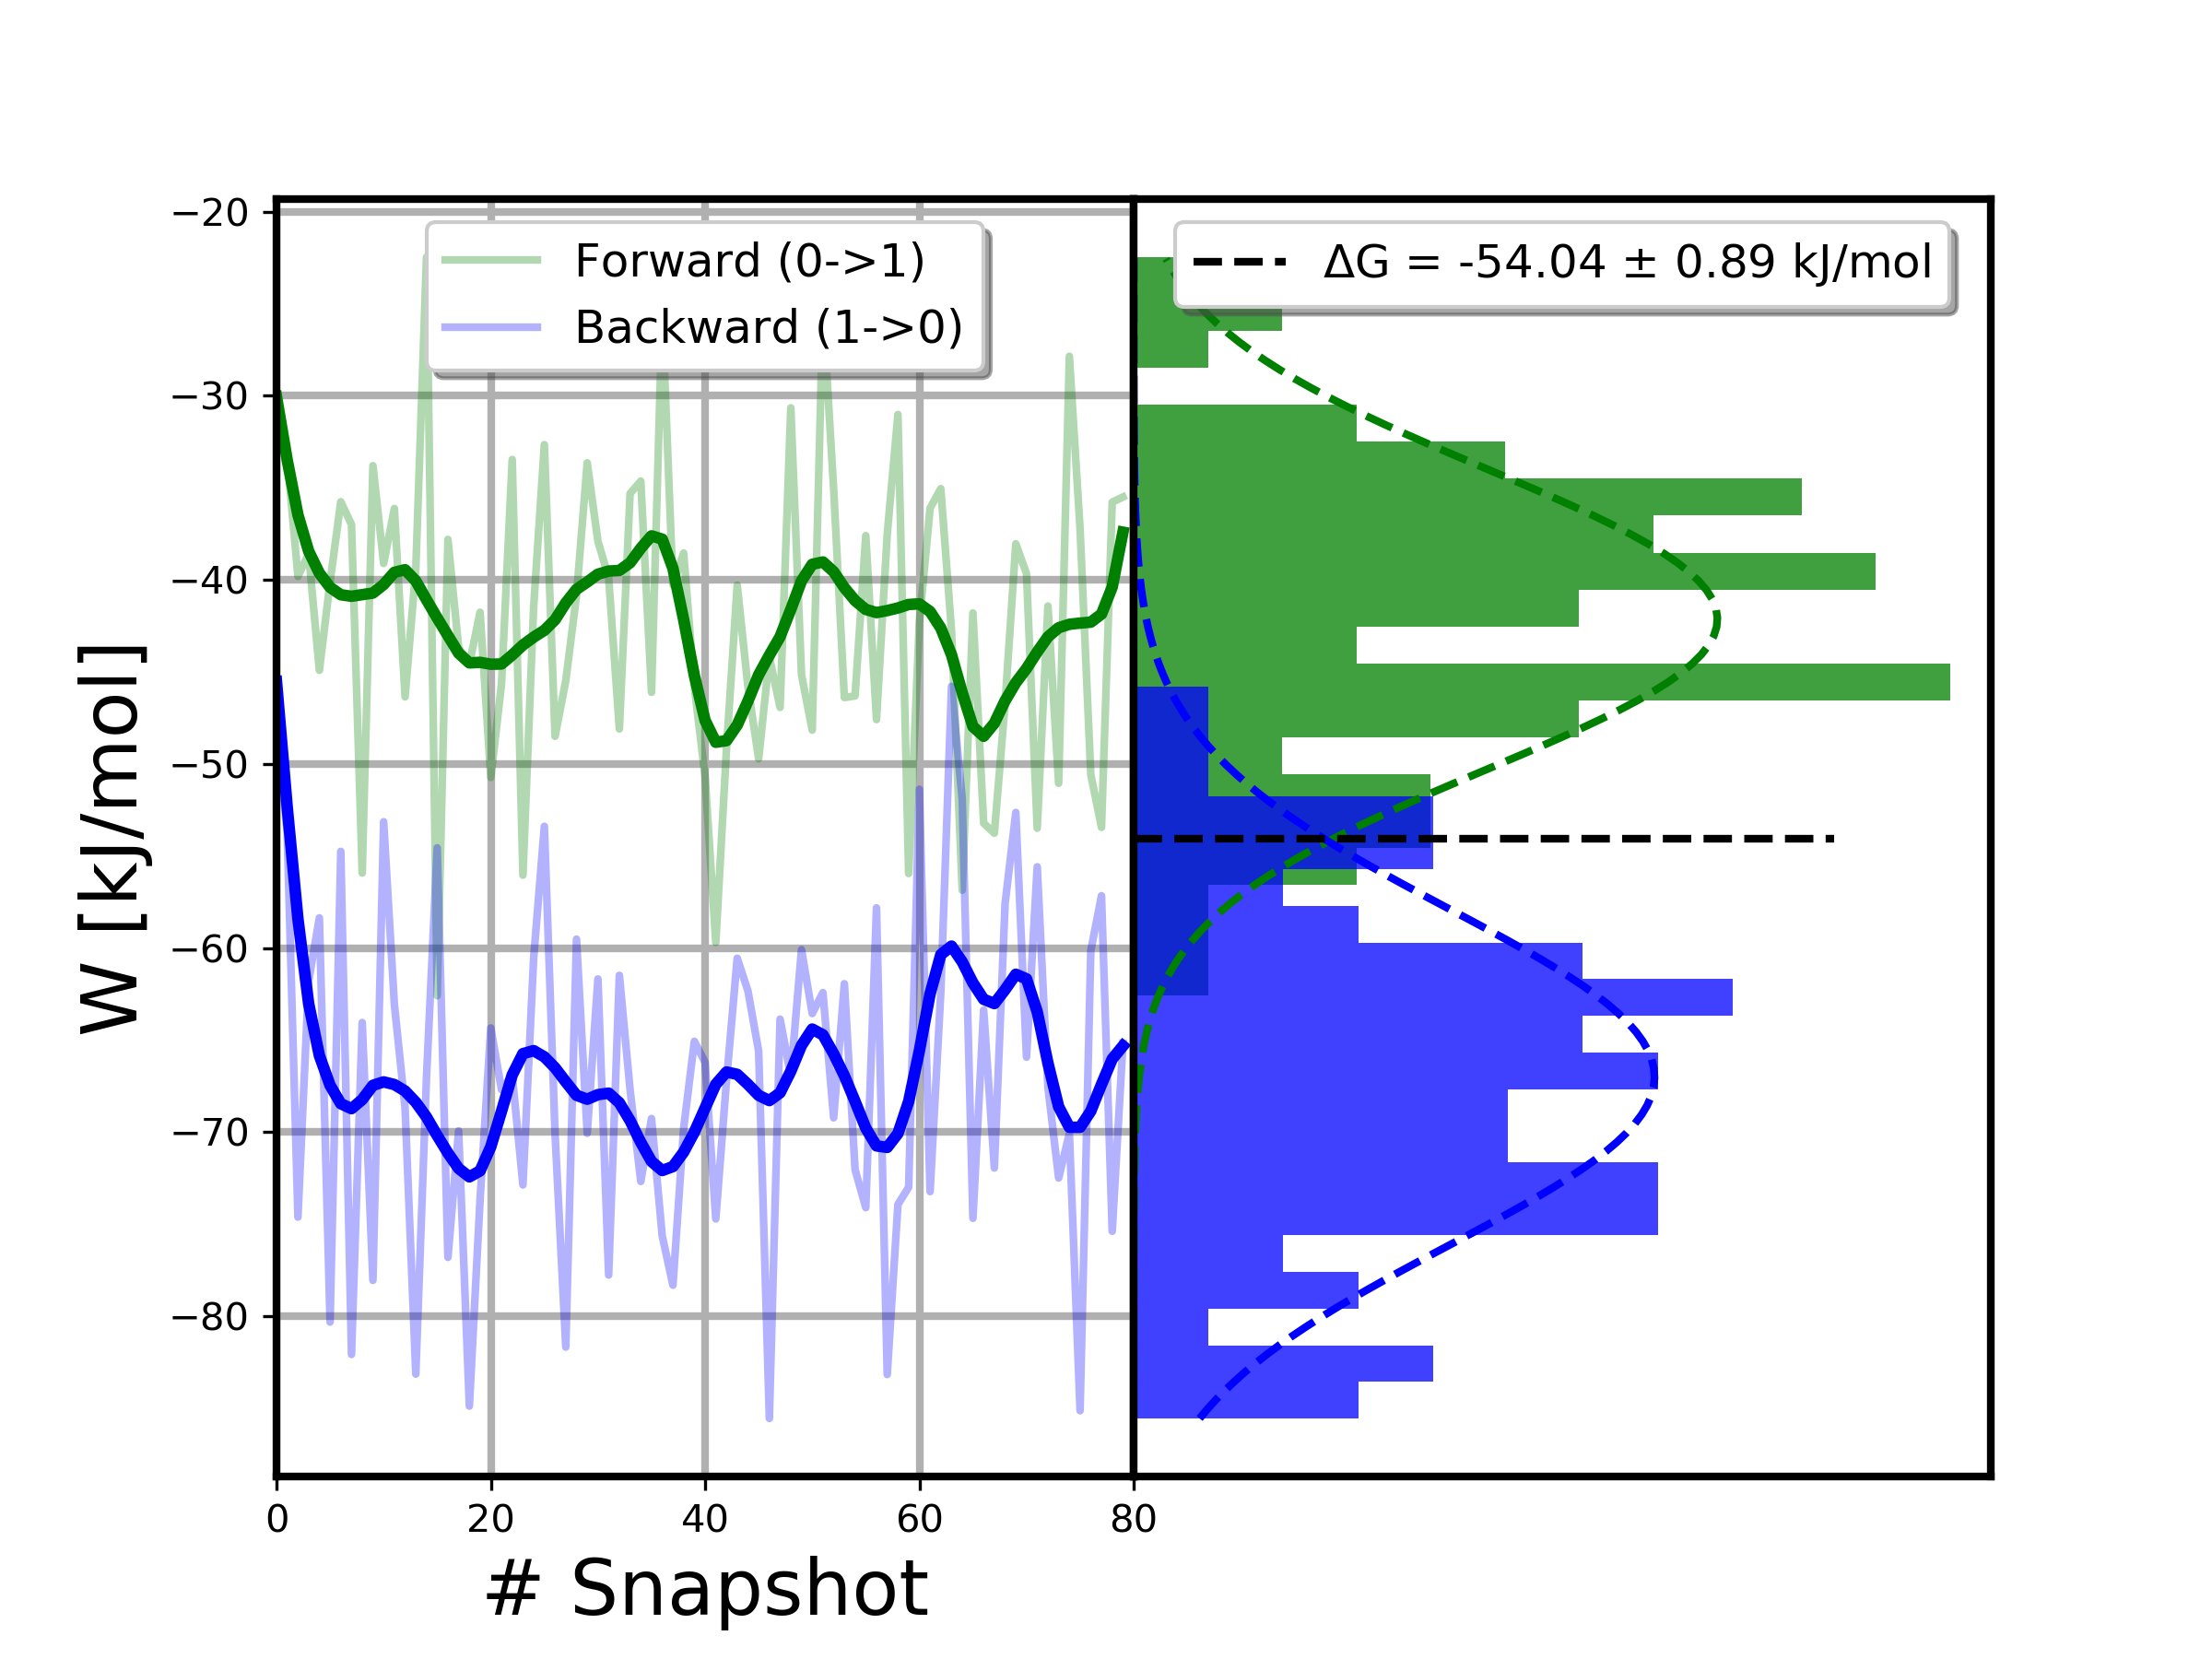 Forward (0->1)
Backward (1->0)
ΔG = -54.04 ± 0.89 kJ/mol
W [kJ/mol]
−20
−30
−40
−50
−60
−70
−80
0
20
40
60
80
# Snapshot